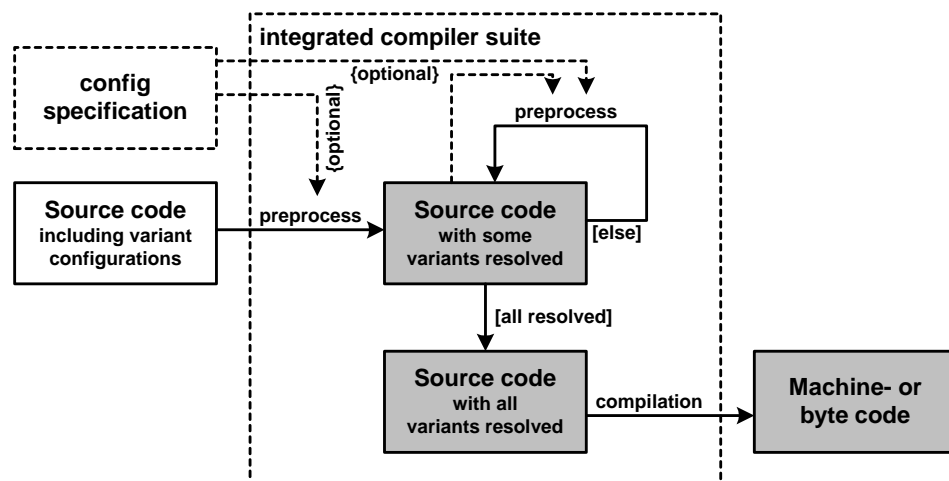 integrated compiler suite
config
specification
{optional}
{optional}
preprocess
Source code
including variant
configurations
preprocess
Source code
with some
variants resolved
[else]
[all resolved]
Source code
with all
variants resolved
compilation
Machine- or
byte code